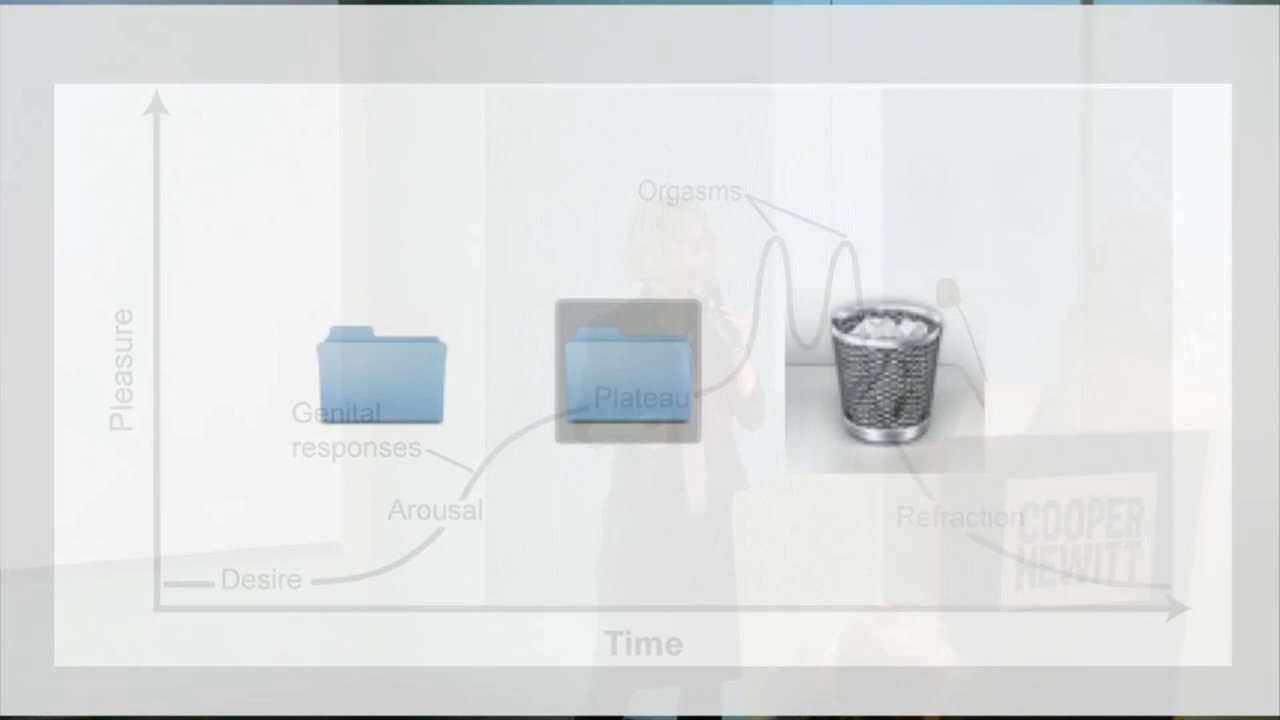 Orgasms
Pleasure
Genital
responses
Plateau
Arousal
Refraction
COOPER
HEWITT
Desire
Time